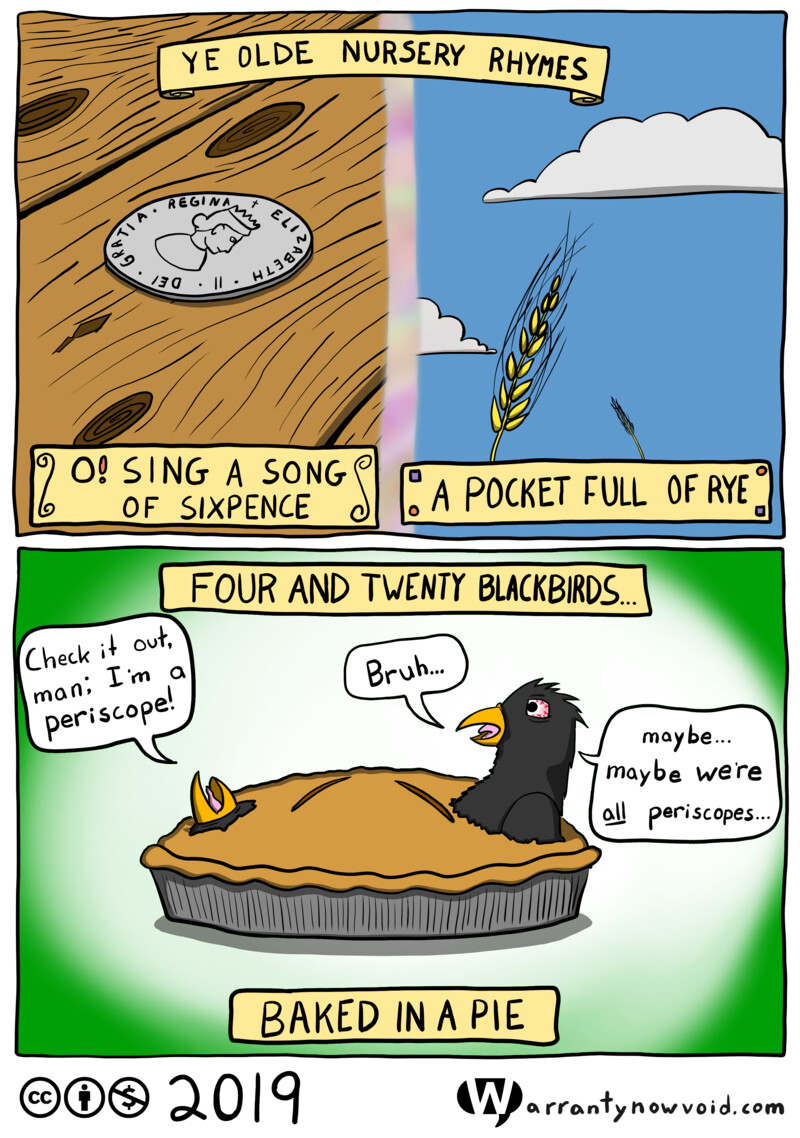 YE OLDE NURSERY RHYMES
ELIZABETH · II · DEI · GRATIA · REGINA +
O! SING A SONG
OF SIXPENCE
A POCKET FULL OF RYE
FOUR AND TWENTY BLACKBIRDS...
Check it out,
man; I'm a
periscope!
Bruh...
maybe...
maybe we're
all periscopes...
BAKED IN A PIE
cc $ 2019
Warrantynowvoid.com